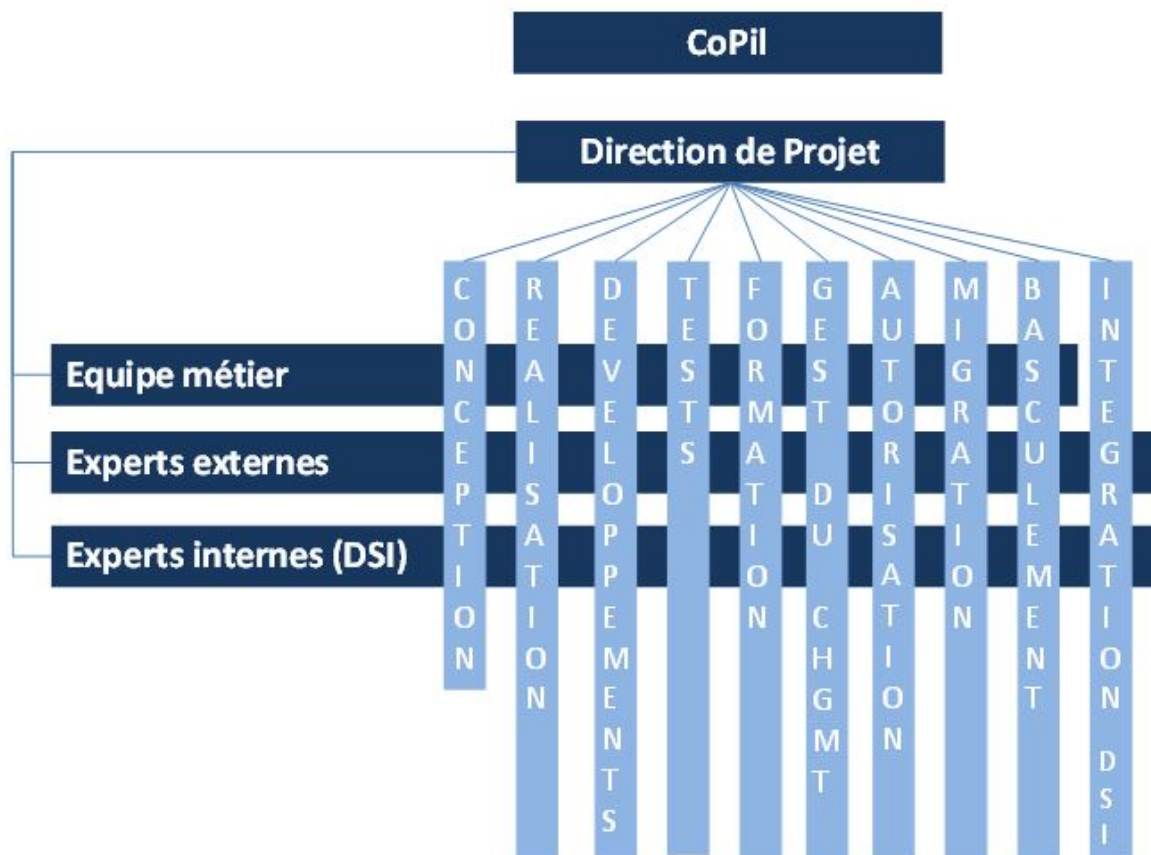 CoPil
Direction de Projet
CONCEPTION
REALISATION
DEVELOPPEMENTS
TESTS
FORMATION
GEST DU CHGMT
AUTORISATION
MIGRATION
BASCULEMENT
INTEGRATION DSI
Equipe métier
Experts externes
Experts internes (DSI)